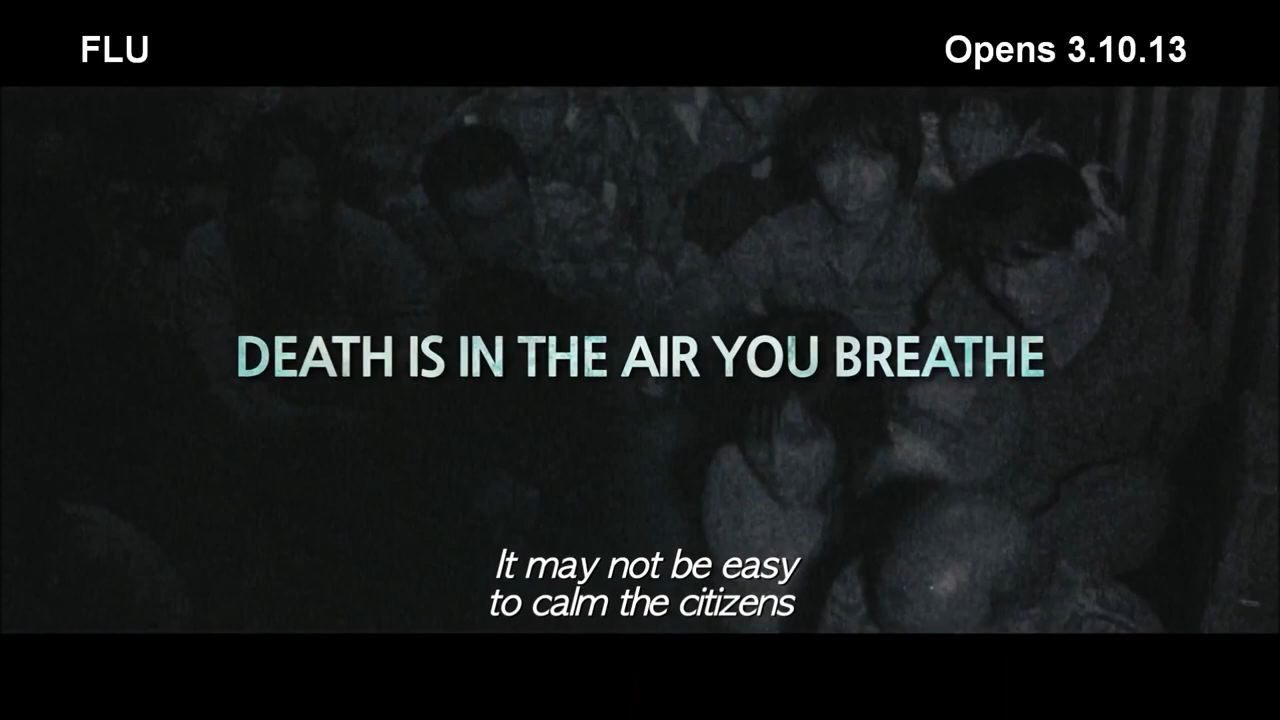 FLU
Opens 3.10.13
DEATH IS IN THE AIR YOU BREATHE
It may not be easy
to calm the citizens